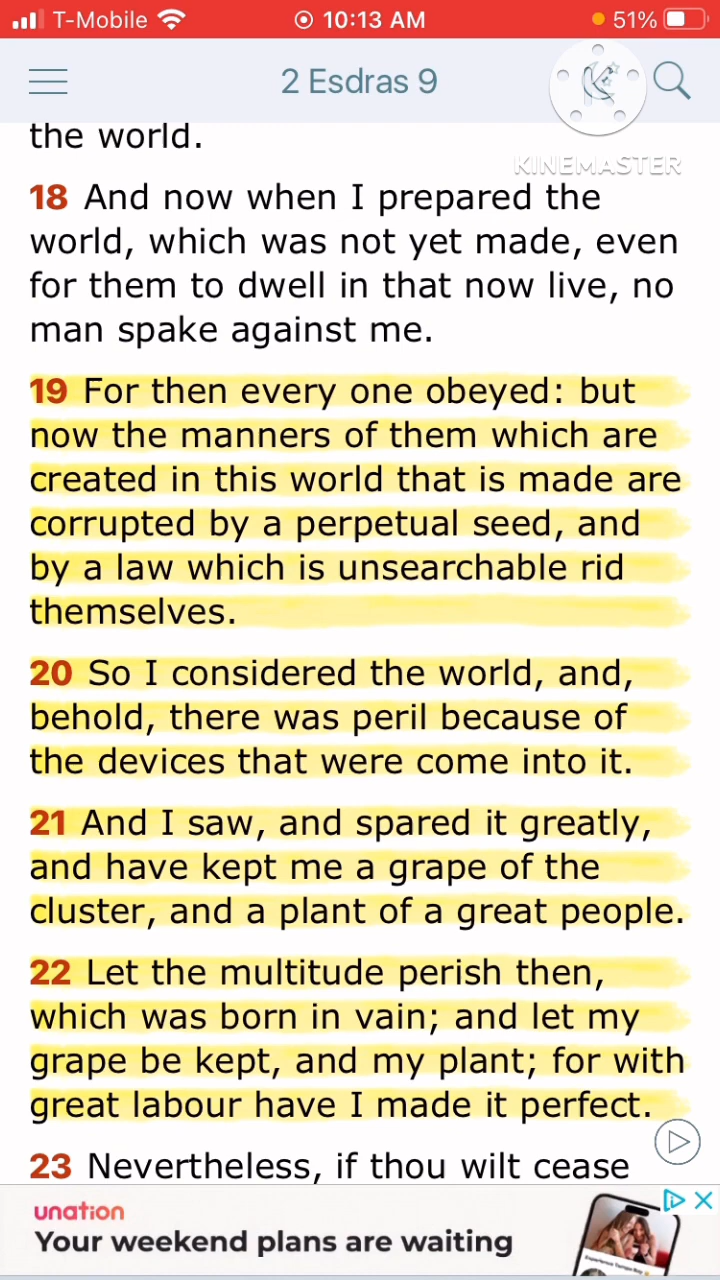 T-Mobile 10:13 AM 51%
2 Esdras 9
KINEMASTER
the world.
18 And now when I prepared the
world, which was not yet made, even
for them to dwell in that now live, no
man spake against me.
19 For then every one obeyed: but
now the manners of them which are
created in this world that is made are
corrupted by a perpetual seed, and
by a law which is unsearchable rid
themselves.
20 So I considered the world, and,
behold, there was peril because of
the devices that were come into it.
21 And I saw, and spared it greatly,
and have kept me a grape of the
cluster, and a plant of a great people.
22 Let the multitude perish then,
which was born in vain; and let my
grape be kept, and my plant; for with
great labour have I made it perfect.
23 Nevertheless, if thou wilt cease
unation
Your weekend plans are waiting